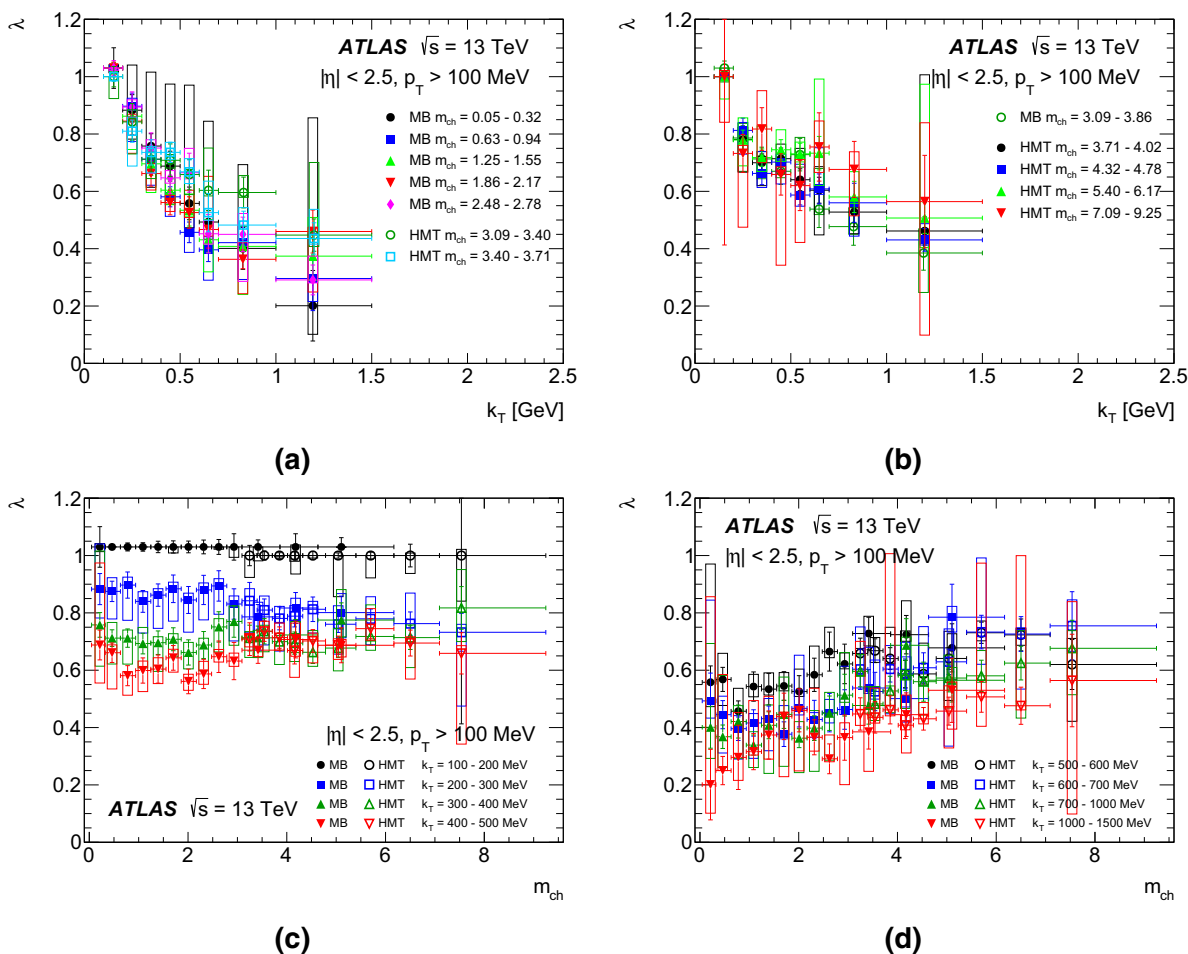 λ
1.2
1
0.8
0.6
0.4
0.2
0
ATLAS √s = 13 TeV
|η| < 2.5, p_T > 100 MeV
MB m_ch = 0.05 - 0.32
MB m_ch = 0.63 - 0.94
MB m_ch = 1.25 - 1.55
MB m_ch = 1.86 - 2.17
MB m_ch = 2.48 - 2.78
HMT m_ch = 3.09 - 3.40
HMT m_ch = 3.40 - 3.71
0 0.5 1 1.5 2 2.5
k_T [GeV]
(a)
λ
1.2
1
0.8
0.6
0.4
0.2
0
ATLAS √s = 13 TeV
|η| < 2.5, p_T > 100 MeV
MB m_ch = 3.09 - 3.86
HMT m_ch = 3.71 - 4.02
HMT m_ch = 4.32 - 4.78
HMT m_ch = 5.40 - 6.17
HMT m_ch = 7.09 - 9.25
0 0.5 1 1.5 2 2.5
k_T [GeV]
(b)
λ
1.2
1
0.8
0.6
0.4
0.2
0
|η| < 2.5, p_T > 100 MeV
ATLAS √s = 13 TeV
MB HMT k_T = 100 - 200 MeV
MB HMT k_T = 200 - 300 MeV
MB HMT k_T = 300 - 400 MeV
MB HMT k_T = 400 - 500 MeV
0 2 4 6 8
m_ch
(c)
λ
1.2
1
0.8
0.6
0.4
0.2
0
ATLAS √s = 13 TeV
|η| < 2.5, p_T > 100 MeV
MB HMT k_T = 500 - 600 MeV
MB HMT k_T = 600 - 700 MeV
MB HMT k_T = 700 - 1000 MeV
MB HMT k_T = 1000 - 1500 MeV
0 2 4 6 8
m_ch
(d)